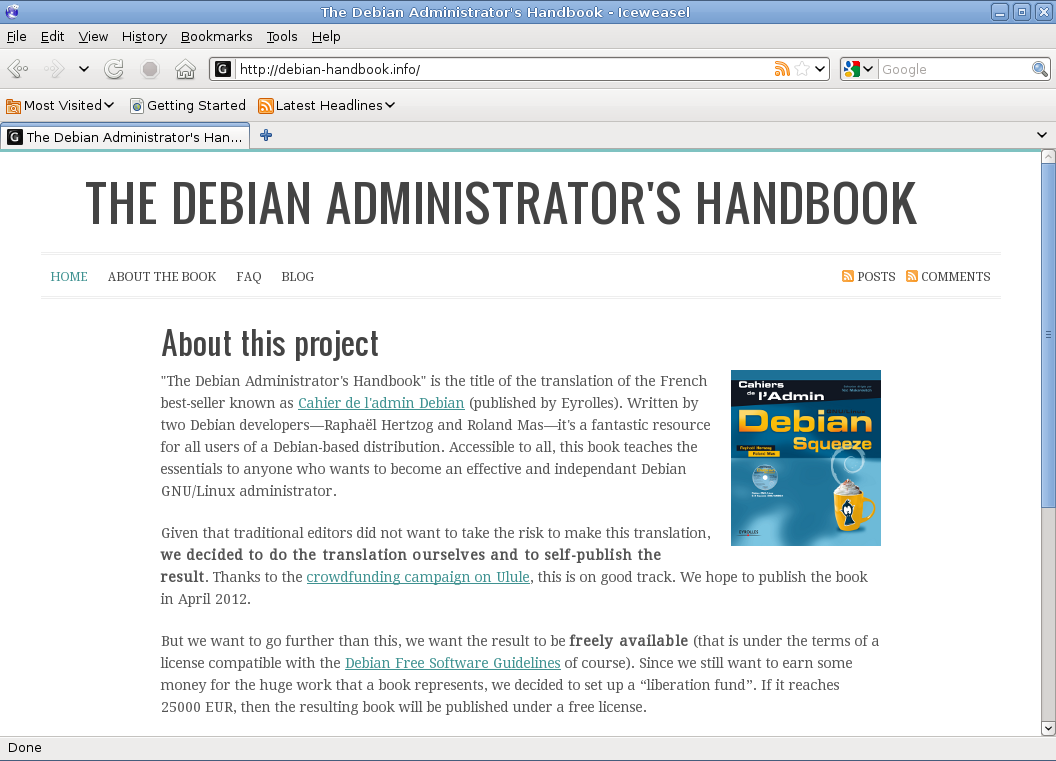 The Debian Administrator's Handbook - Iceweasel
File Edit View History Bookmarks Tools Help
http://debian-handbook.info/ Google
Most Visited Getting Started Latest Headlines
The Debian Administrator's Han...
THE DEBIAN ADMINISTRATOR'S HANDBOOK
HOME ABOUT THE BOOK FAQ BLOG POSTS COMMENTS
About this project
"The Debian Administrator's Handbook" is the title of the translation of the French
best-seller known as Cahier de l'admin Debian (published by Eyrolles). Written by
two Debian developers—Raphaël Hertzog and Roland Mas—it's a fantastic resource
for all users of a Debian-based distribution. Accessible to all, this book teaches the
essentials to anyone who wants to become an effective and independant Debian
GNU/Linux administrator.
Cahiers
de l'Admin
Debian
Squeeze
Raphaël Hertzog
Roland Mas
Given that traditional editors did not want to take the risk to make this translation,
we decided to do the translation ourselves and to self-publish the
result. Thanks to the crowdfunding campaign on Ulule, this is on good track. We hope to publish the book
in April 2012.
But we want to go further than this, we want the result to be freely available (that is under the terms of a
license compatible with the Debian Free Software Guidelines of course). Since we still want to earn some
money for the huge work that a book represents, we decided to set up a “liberation fund”. If it reaches
25000 EUR, then the resulting book will be published under a free license.
Done